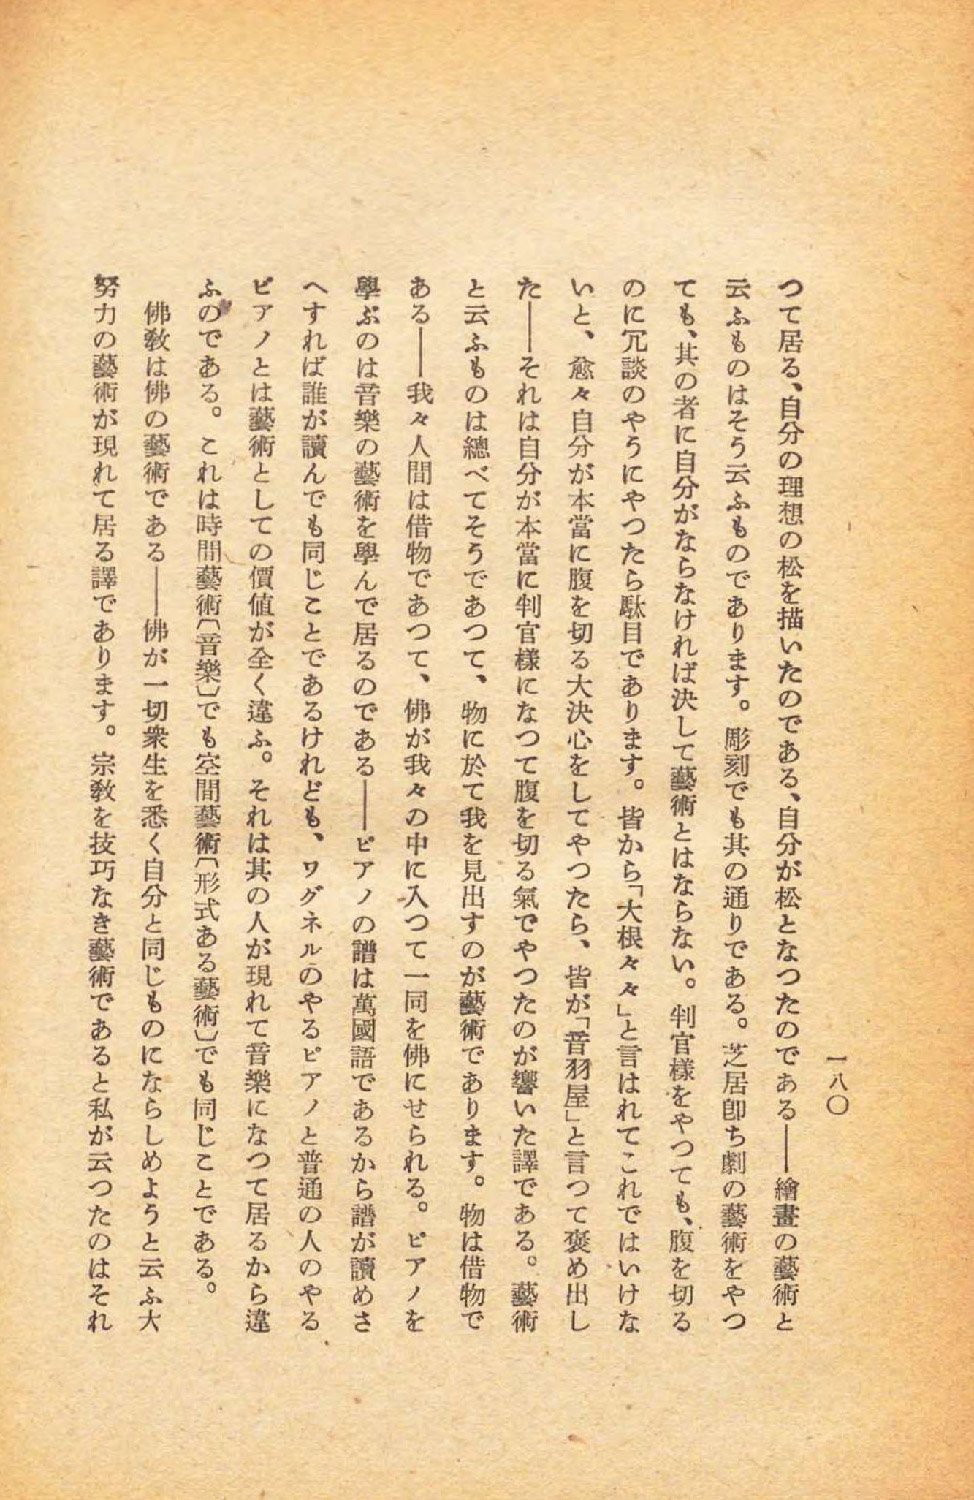 一八〇
つて居る、自分の理想の松を描いたのである、自分が松となつたのである――繪畫の藝術と
云ふものはそう云ふものであります。彫刻でも其の通りである。芝居卽ち劇の藝術をやつ
ても、其の者に自分がならなければ決して藝術とはならない。判官様をやつても、腹を切る
のに冗談のやうにやつたら駄目であります。皆から「大根々々」と言はれてこれではいけな
いと、愈々自分が本當に腹を切る大決心をしてやつたら、皆が「音羽屋」と言つて褒め出し
た――それは自分が本當に判官様になつて腹を切る氣でやつたのが響いた譯である。藝術
と云ふものは總べてそうであつて、物に於て我を見出すのが藝術であります。物は借物で
ある――我々人間は借物であつて、佛が我々の中に入つて一同を佛にせられる。ピアノを
學ぶのは音樂の藝術を學んで居るのである――ピアノの譜は萬國語であるから譜が讀めさ
へすれば誰が讀んでも同じことであるけれども、ワグネルのやるピアノと普通の人のやる
ピアノとは藝術としての價値が全く違ふ。それは其の人が現れて音樂になつて居るから違
ふのである。これは時間藝術〔音樂〕でも空間藝術〔形式ある藝術〕でも同じことである。
佛敎は佛の藝術である――佛が一切衆生を悉く自分と同じものにならしめようと云ふ大
努力の藝術が現れて居る譯であります。宗敎を技巧なき藝術であると私が云つたのはそれ